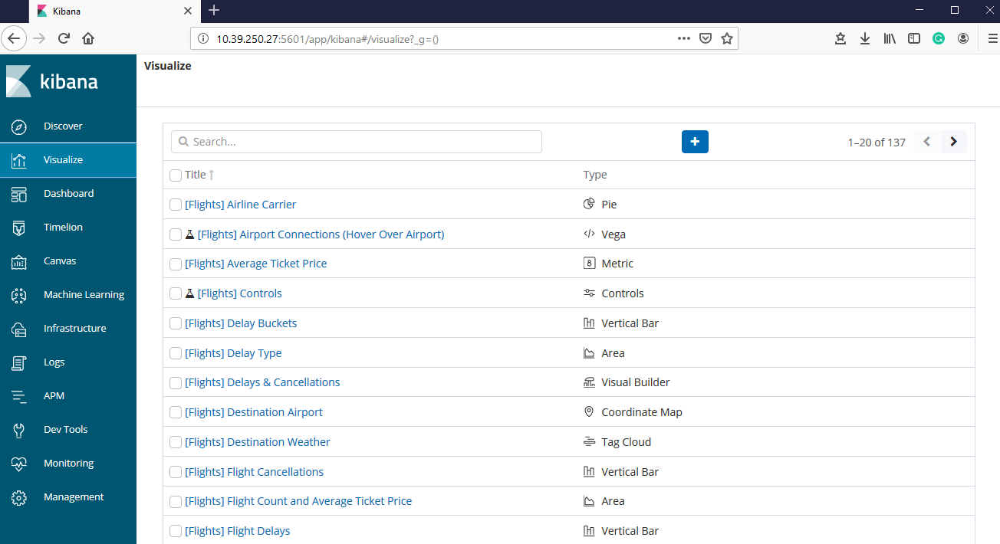 Kibana
10.39.250.27:5601/app/kibana#/visualize?_g=()
kibana
Discover
Visualize
Dashboard
Timelion
Canvas
Machine Learning
Infrastructure
Logs
APM
Dev Tools
Monitoring
Management
Visualize
Search...
1–20 of 137
Title Type
[Flights] Airline Carrier Pie
[Flights] Airport Connections (Hover Over Airport) Vega
[Flights] Average Ticket Price 8 Metric
[Flights] Controls Controls
[Flights] Delay Buckets Vertical Bar
[Flights] Delay Type Area
[Flights] Delays & Cancellations Visual Builder
[Flights] Destination Airport Coordinate Map
[Flights] Destination Weather Tag Cloud
[Flights] Flight Cancellations Vertical Bar
[Flights] Flight Count and Average Ticket Price Area
[Flights] Flight Delays Vertical Bar